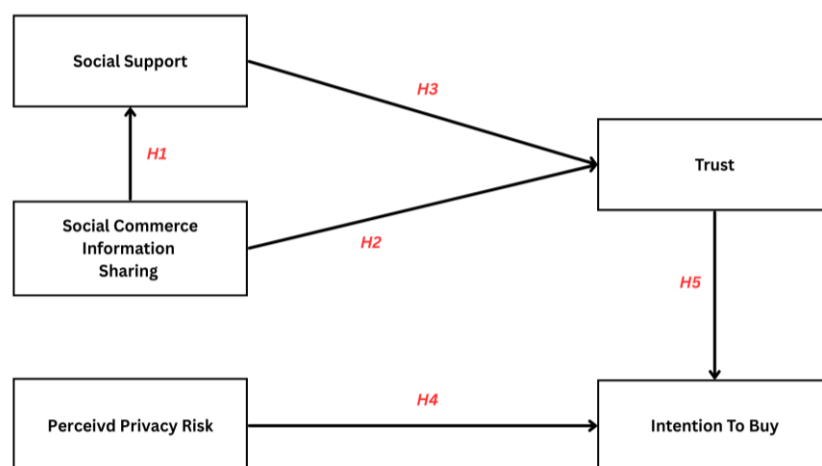 Social Support
H3
H1
Trust
Social Commerce
Information
Sharing
H2
H5
Perceivd Privacy Risk
H4
Intention To Buy